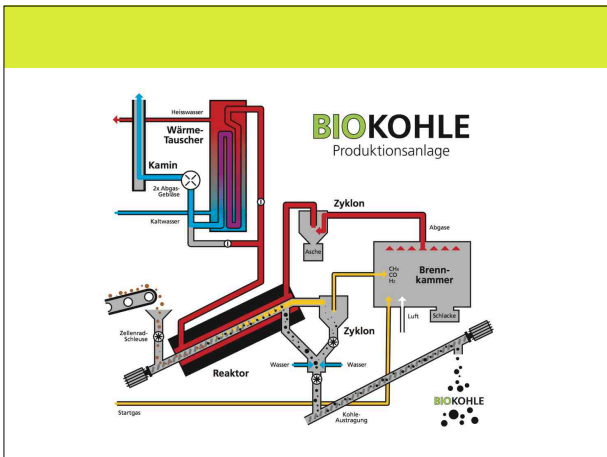 Heisswasser
Wärme-
Tauscher
BIOKOHLE
Produktionsanlage
Kamin
2x Abgas-
Gebläse
Kaltwasser
Zyklon
Abgase
Asche
CH₄
CO
H₂
Brenn-
kammer
Zellenrad-
Schleuse
Zyklon
Luft
Schlacke
Reaktor
Wasser
Wasser
BIOKOHLE
Startgas
Kohle-
Austragung